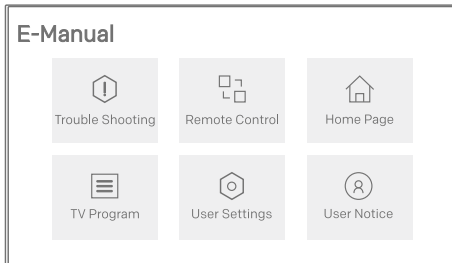 E-Manual
Trouble Shooting
Remote Control
Home Page
TV Program
User Settings
User Notice